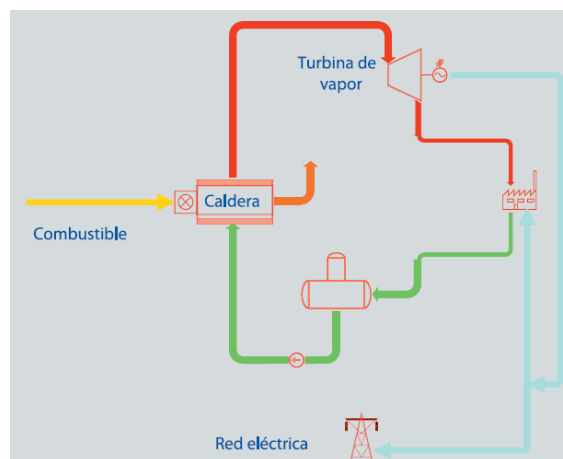 Turbina de
vapor
Caldera
Combustible
Red eléctrica